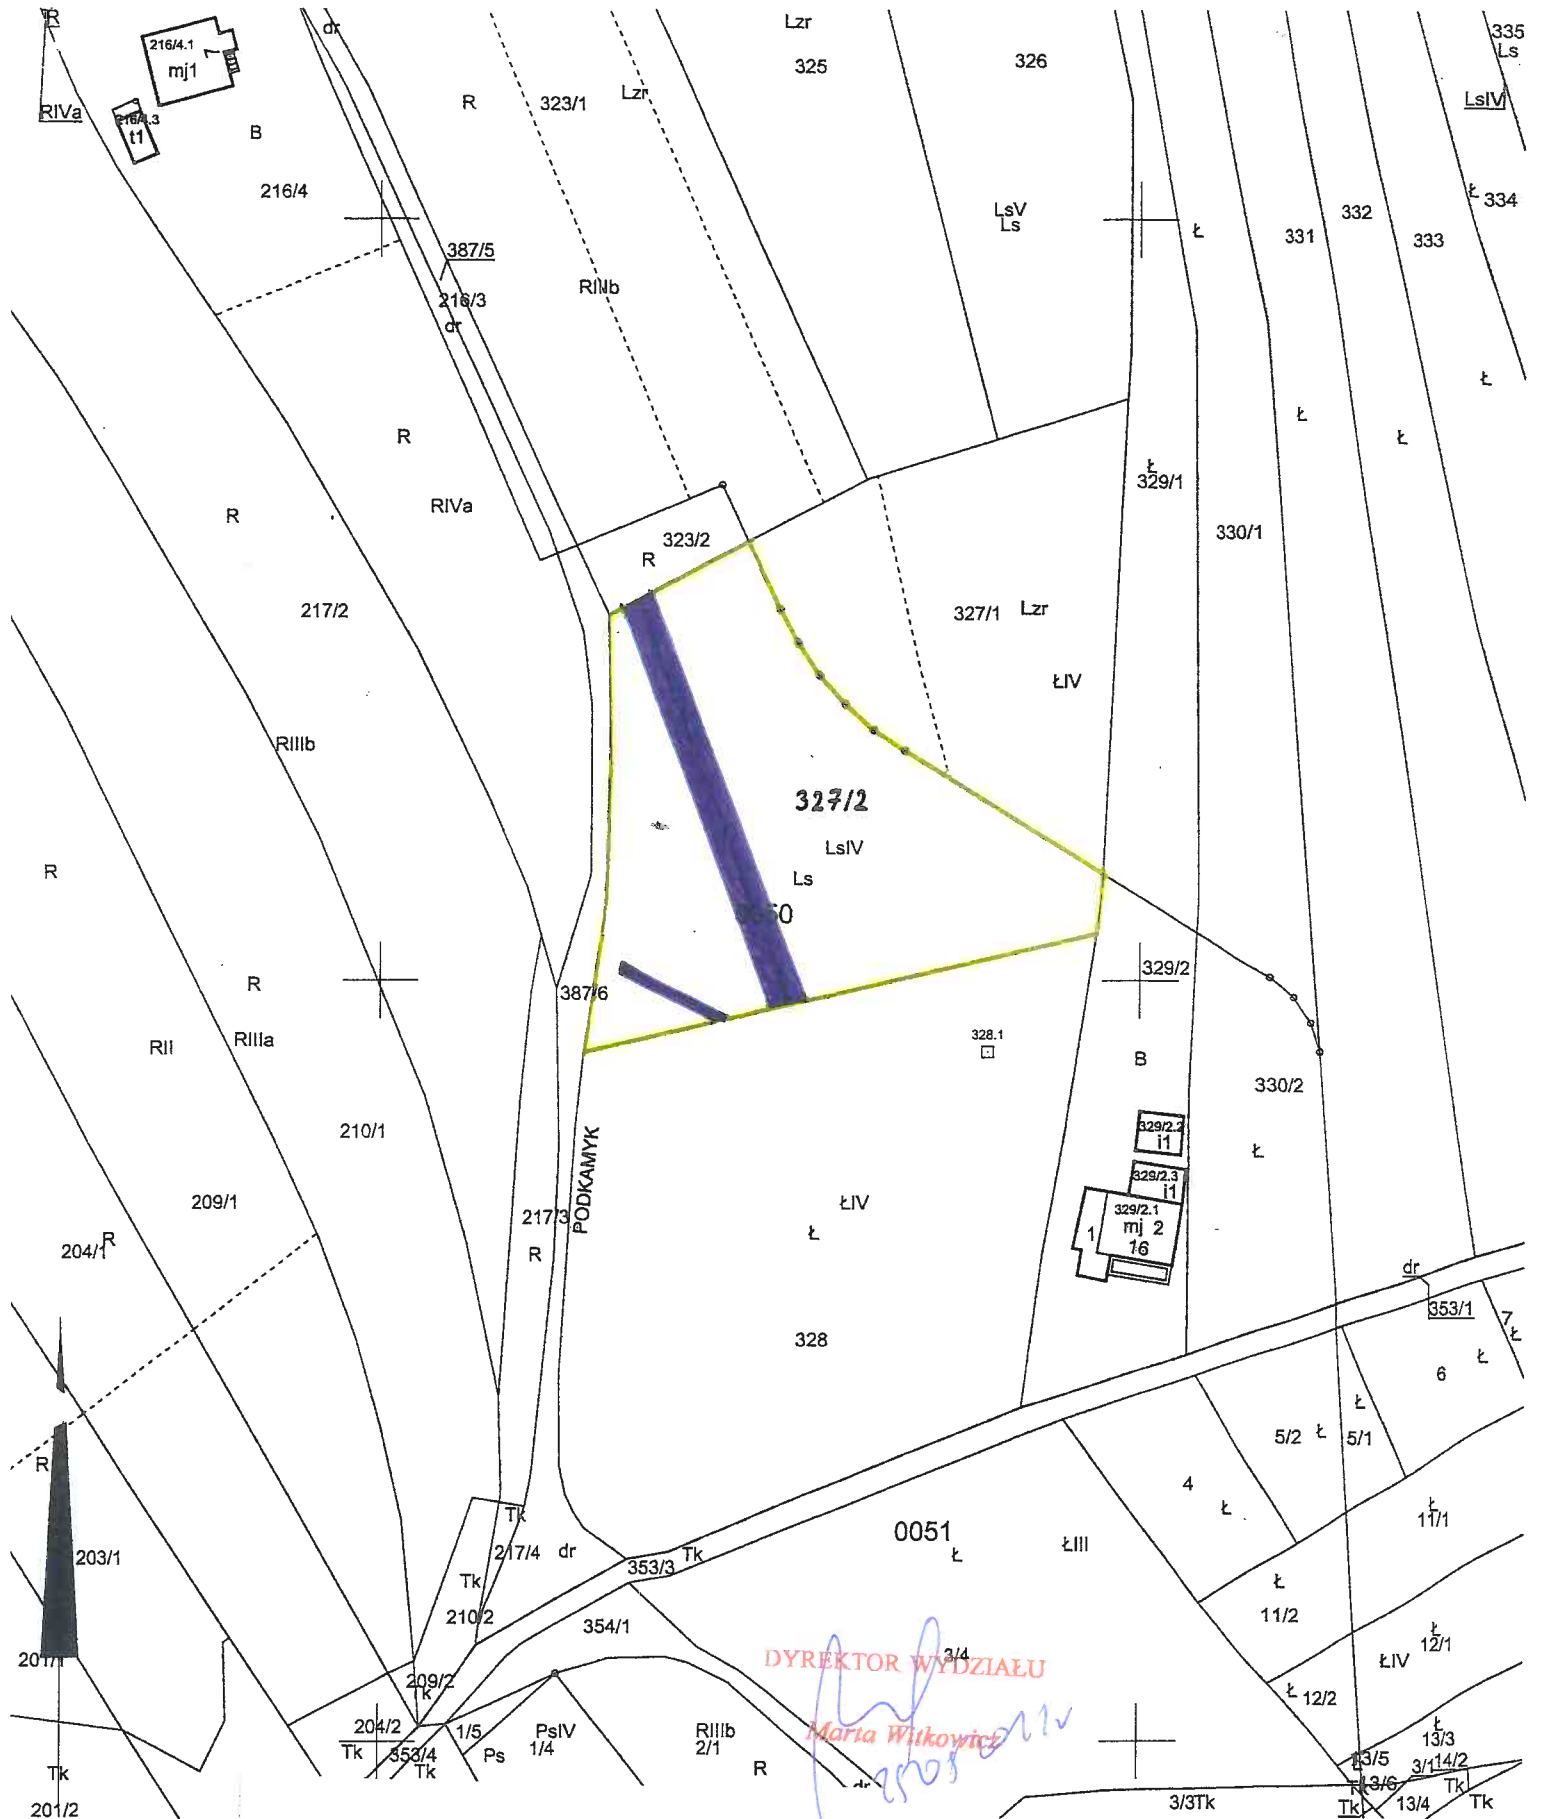 R
dr
Lzr
335
Ls
216/4.1
7
mj1
325
326
RIVa
R
323/1
Lzr
LsIV
216/4.3
t1
B
216/4
Ł
334
LsV
Ls
332
Ł
331
333
387/5
216/3
dr
RIIIb
Ł
Ł
R
Ł
Ł
329/1
RIVa
R
323/2
330/1
R
217/2
327/1
Lzr
ŁIV
RIIIb
327/2
LsIV
R
Ls
R
387/6
329/2
RII
RIIIa
328.1
B
330/2
210/1
329/2.2
i1
Ł
PODKAMYK
329/2.3
i1
209/1
ŁIV
329/2.1
217/3
Ł
1
mj 2
16
204/1
R
R
dr
353/1
7
Ł
328
Ł
6
Ł
5/2
Ł
5/1
R
4
Ł
Ł
11/1
Tk
0051
217/4
dr
353/3
Tk
Ł
ŁIII
203/1
Tk
Ł
11/2
210/2
354/1
Ł
12/1
201/1
DYREKTOR WYDZIAŁU
3/4
ŁIV
209/2
Ł
12/2
204/2
1/5
PsIV
1/4
RIIIb
2/1
Marta Witkowicz
Ł
13/3
Tk
353/4
Tk
Ps
R
13/5
3/1
14/2
Tk
dr
13/6
Tk
201/2
3/3Tk
Tk
13/4
Tk